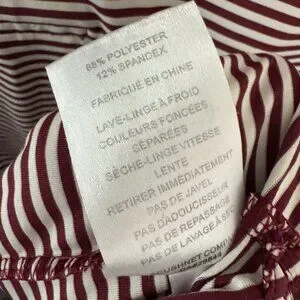 88% POLYESTER
12% SPANDEX
FABRIQUÉ EN CHINE
LAVE-LINGE À FROID
COULEURS FONCÉES
SÉPARÉES
SÈCHE-LINGE VITESSE
LENTE
RETIRER IMMÉDIATEMENT
PAS DE JAVEL
PAS D'ADOUCISSEUR
PAS DE REPASSAGE
PAS DE LAVAGE À SEC